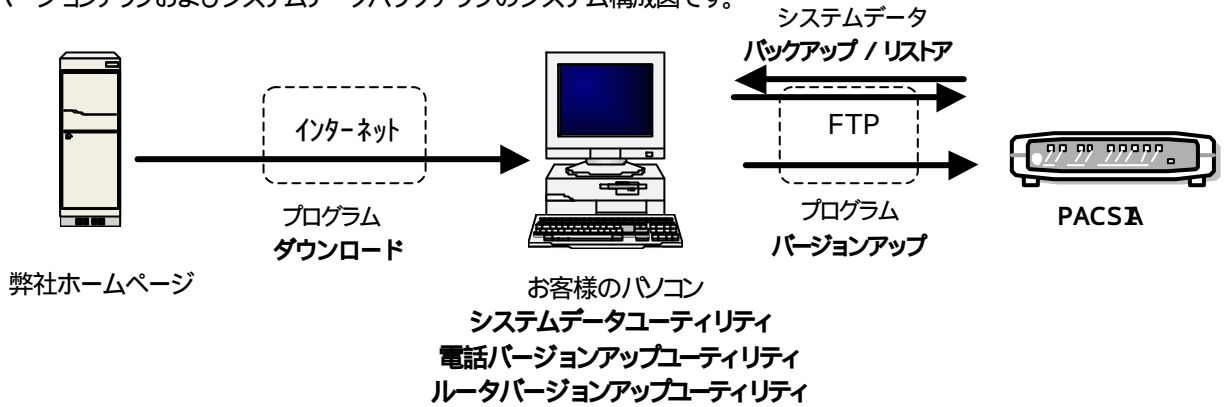 バージョンアップおよびシステムデータバックアップのシステム構成図です。
システムデータ
バックアップ / リストア
インターネット
FTP
プログラム
ダウンロード
プログラム
バージョンアップ
PACSIA
弊社ホームページ
お客様のパソコン
システムデータユーティリティ
電話バージョンアップユーティリティ
ルータバージョンアップユーティリティ